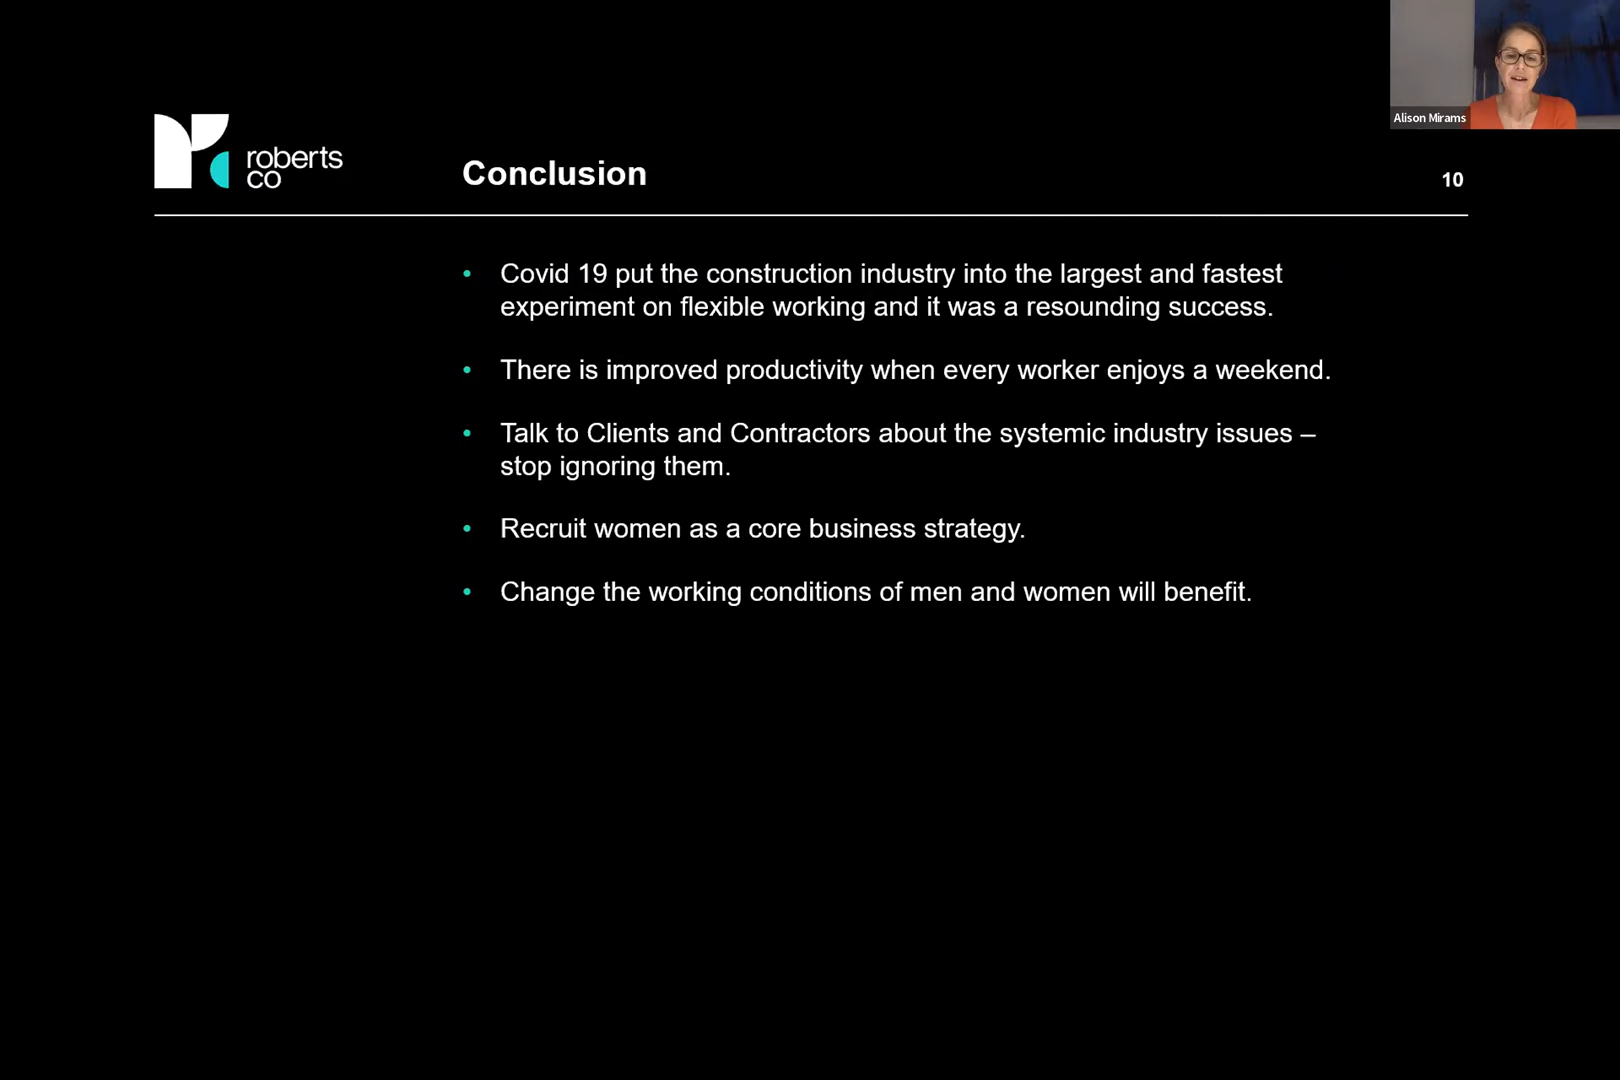 Alison Mirams
roberts
co
Conclusion
10
• Covid 19 put the construction industry into the largest and fastest
experiment on flexible working and it was a resounding success.
• There is improved productivity when every worker enjoys a weekend.
• Talk to Clients and Contractors about the systemic industry issues –
stop ignoring them.
• Recruit women as a core business strategy.
• Change the working conditions of men and women will benefit.